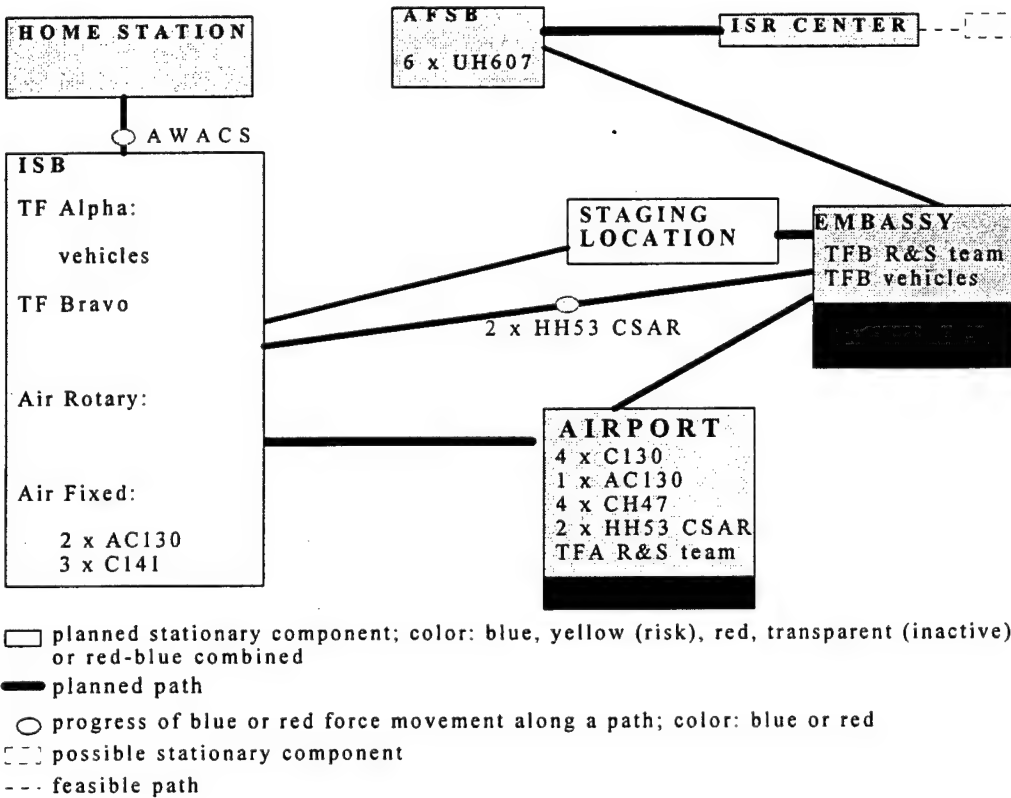 HOME STATION
AFSB
6 x UH607
ISR CENTER
AWACS
ISB
TF Alpha:
vehicles
TF Bravo
Air Rotary:
Air Fixed:
2 x AC130
3 x C141
STAGING
LOCATION
2 x HH53 CSAR
EMBASSY
TFB R&S team
TFB vehicles
AIRPORT
4 x C130
1 x AC130
4 x CH47
2 x HH53 CSAR
TFA R&S team
planned stationary component; color: blue, yellow (risk), red, transparent (inactive)
or red-blue combined
planned path
progress of blue or red force movement along a path; color: blue or red
possible stationary component
feasible path